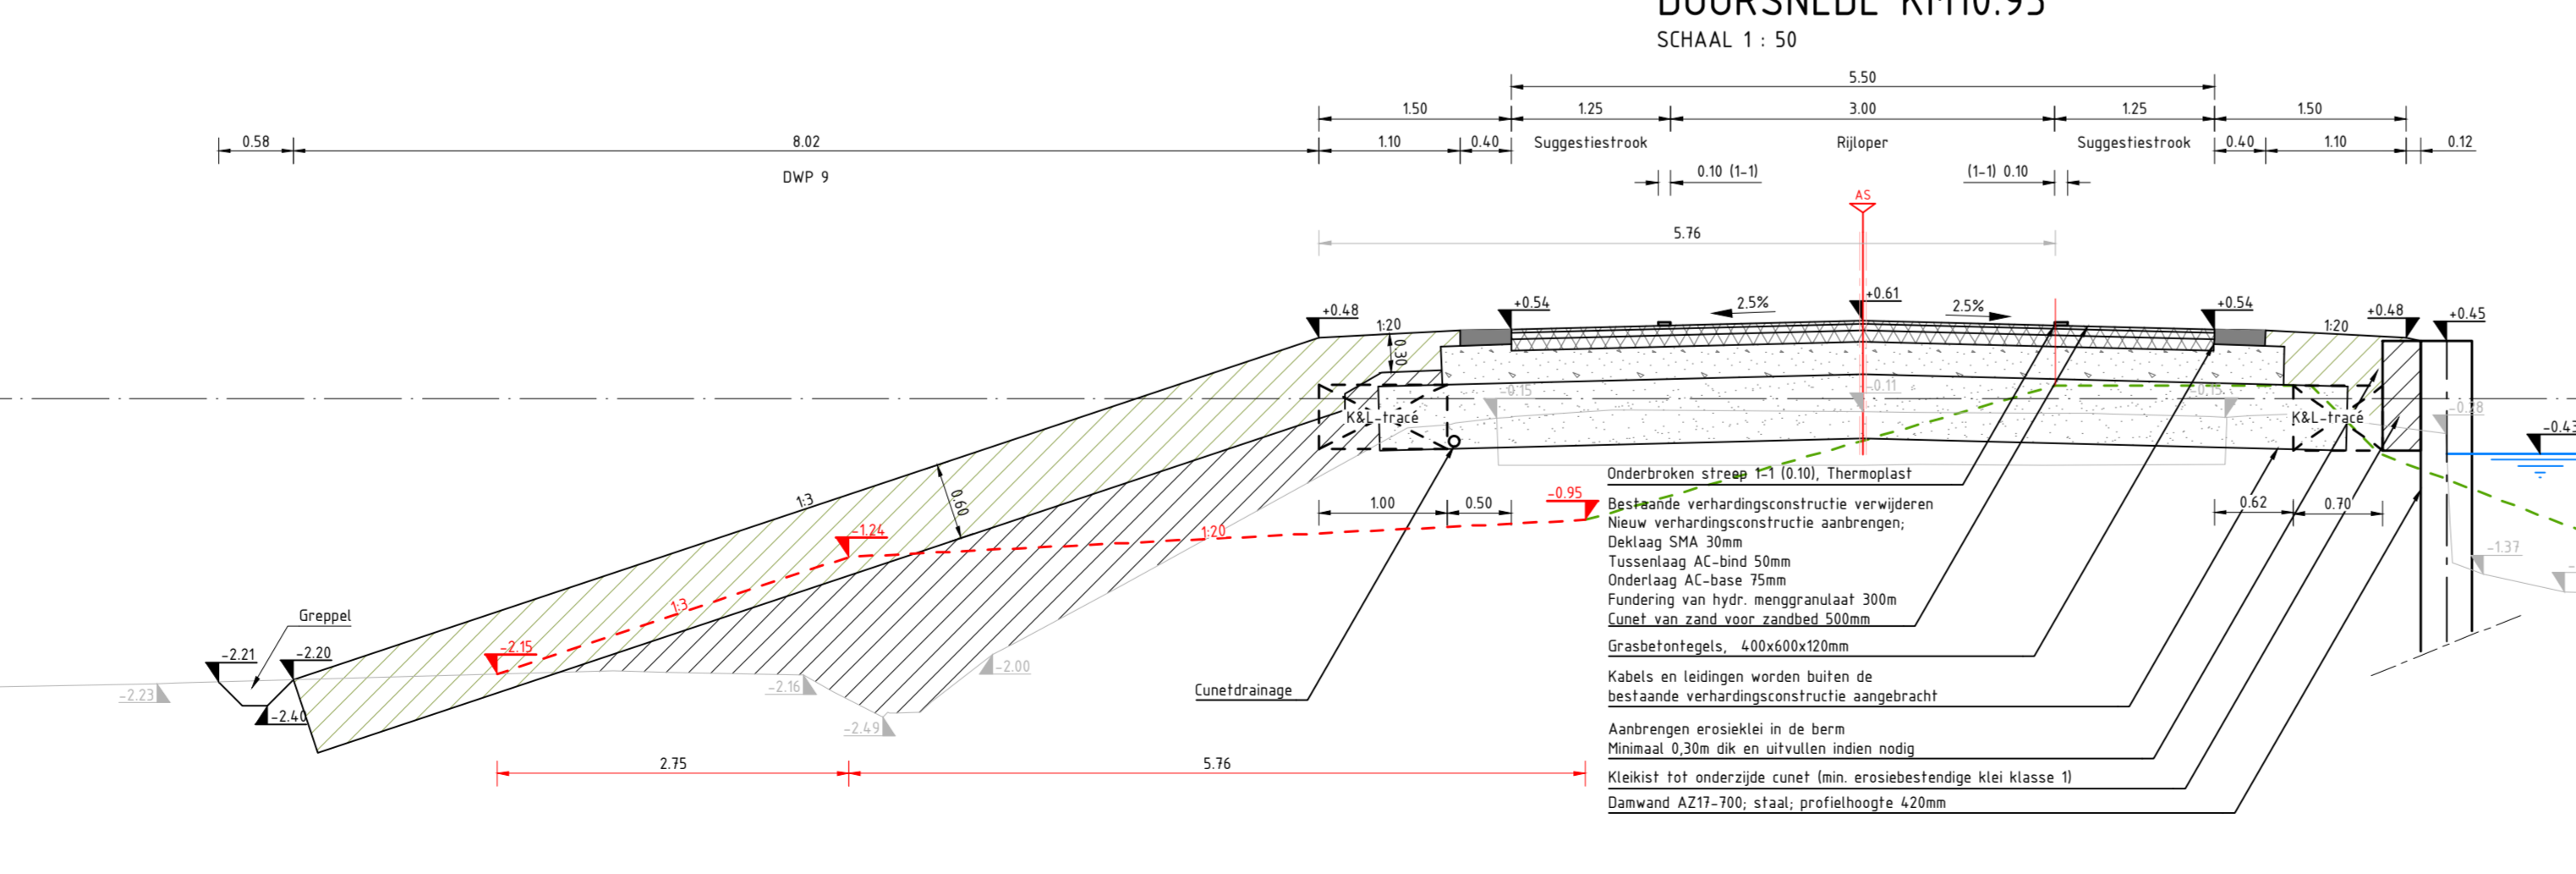 DOORSNEDE KM10.95
SCHAAL 1 : 50
5.50
1.50 1.25 3.00 1.25 1.50
0.58 8.02 1.10 0.40 Suggestiestrook Rijloper Suggestiestrook 0.40 1.10 0.12
DWP 9
0.10 (1-1) (1-1) 0.10
AS
5.76
+0.48 +0.54 2.5% +0.61 2.5% +0.54 +0.48 +0.45
1:20 1:20
0.30
-0.15 -0.11 -0.15
K&L-tracé K&L-tracé
-0.28
-0.43
1:3 0.60
-0.95
1.00 0.50 0.62 0.70
-1.24 1:20
-1.37
1:3
Greppel
-2.21 -2.20 -2.15
-2.23 -2.16 -2.00
-2.40 -2.49
Cunetdrainage
2.75 5.76
Onderbroken streep 1-1 (0.10), Thermoplast
Bestaande verhardingsconstructie verwijderen
Nieuw verhardingsconstructie aanbrengen;
Deklaag SMA 30mm
Tussenlaag AC-bind 50mm
Onderlaag AC-base 75mm
Fundering van hydr. menggranulaat 300m
Cunet van zand voor zandbed 500mm
Grasbetontegels, 400x600x120mm
Kabels en leidingen worden buiten de
bestaande verhardingsconstructie aangebracht
Aanbrengen erosieklei in de berm
Minimaal 0,30m dik en uitvullen indien nodig
Kleikist tot onderzijde cunet (min. erosiebestendige klei klasse 1)
Damwand AZ17-700; staal; profielhoogte 420mm